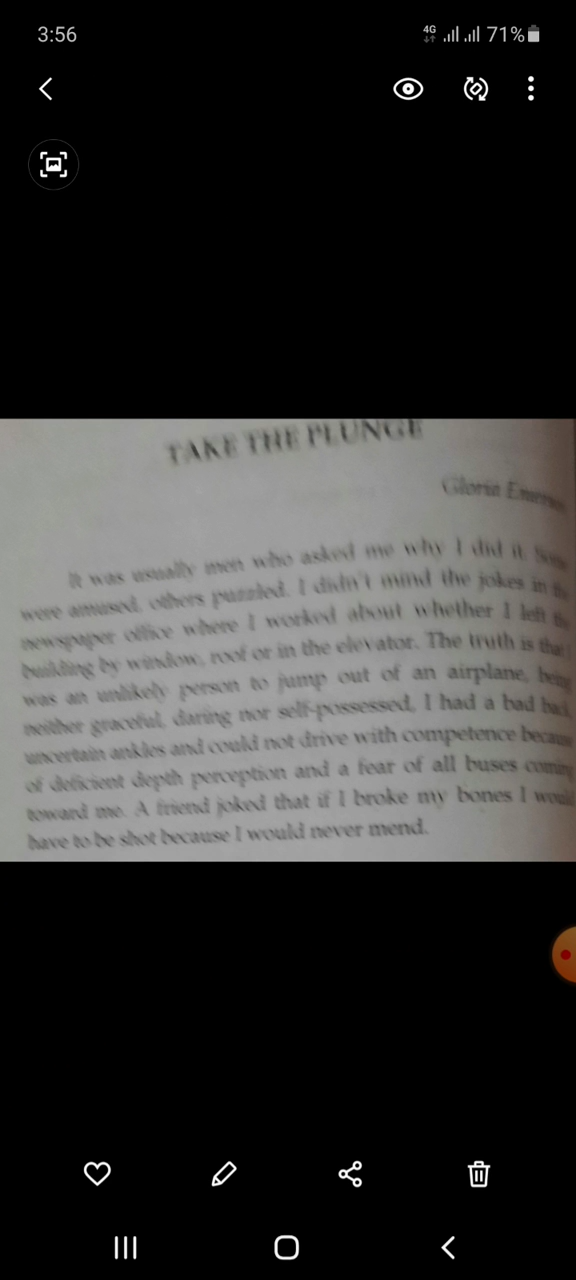 3:56
4G
71%
TAKE THE PLUNGE
Gloria
It was usually men who asked me why I did it.
were amused, others puzzled. I didn't mind the jokes in
newspaper office where I worked about whether I left
building by window, roof or in the elevator. The truth is that
was an unlikely person to jump out of an airplane, being
neither graceful, daring nor self-possessed, I had a bad
uncertain ankles and could not drive with competence because
of deficient depth perception and a fear of all buses coming
toward me. A friend joked that if I broke my bones I would
have to be shot because I would never mend.